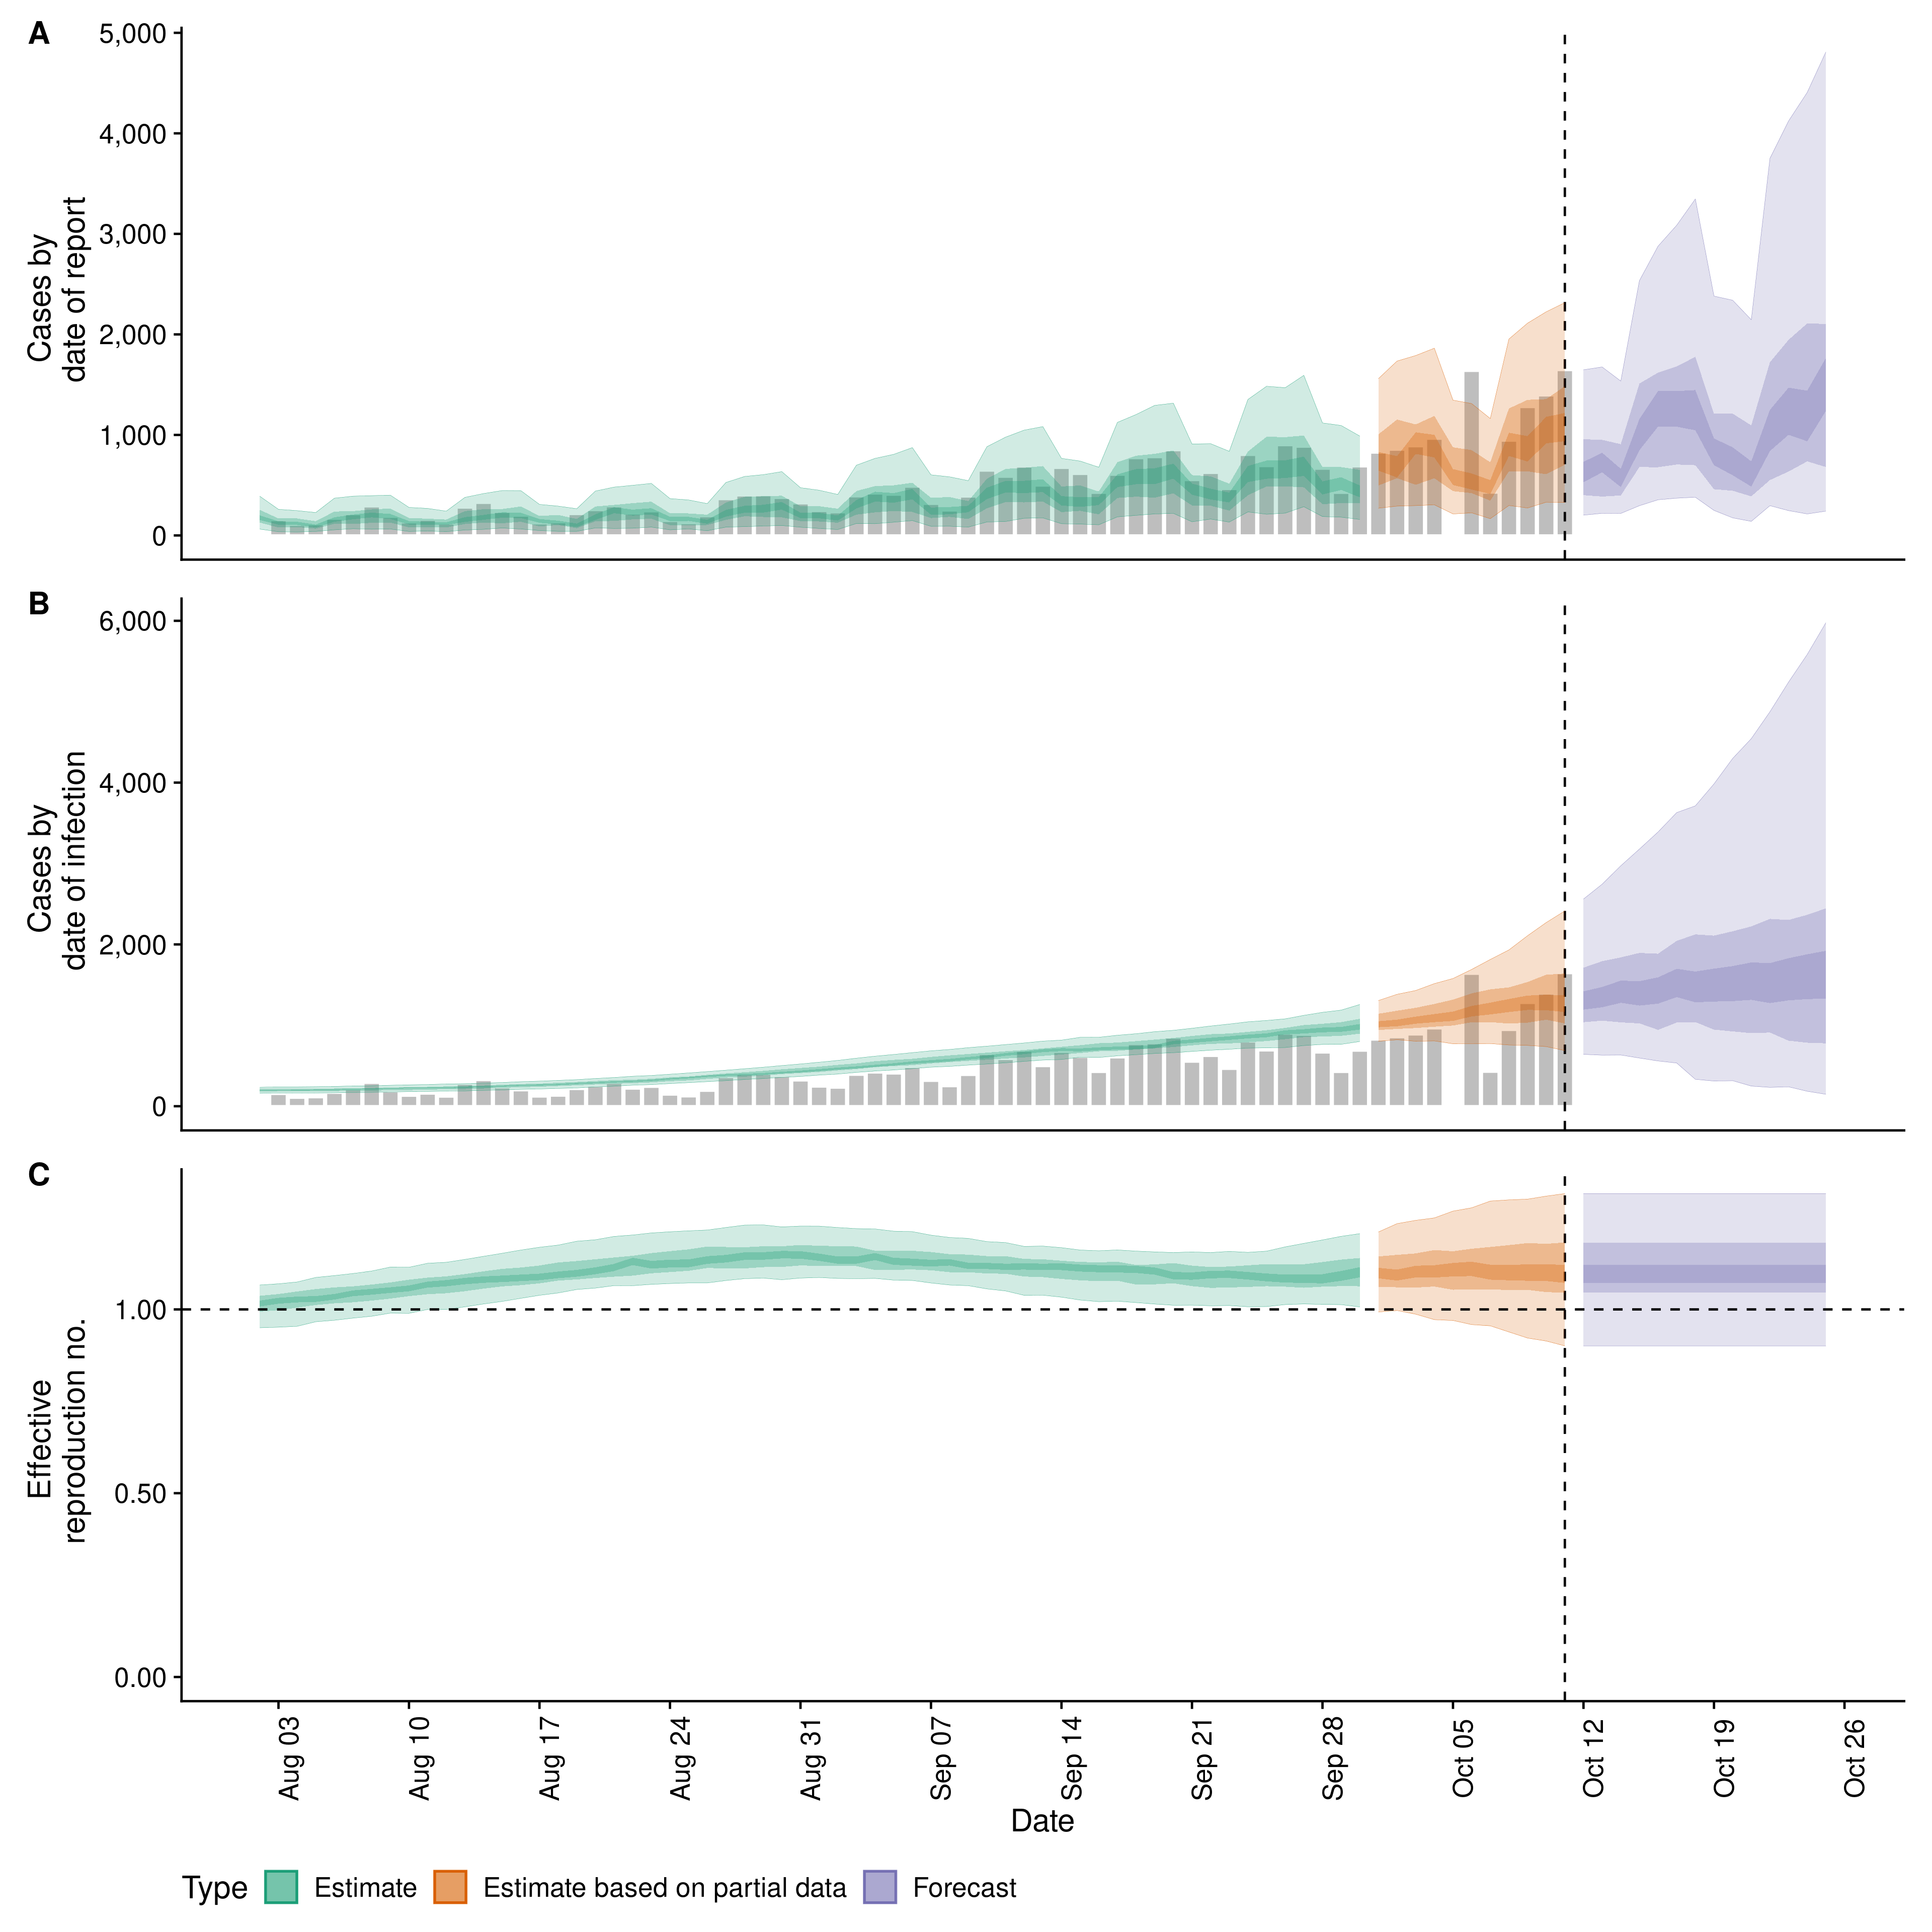 A
5,000
4,000
3,000
2,000
1,000
0
Cases by
date of report
B
6,000
4,000
2,000
0
Cases by
date of infection
C
1.00
0.50
0.00
Effective
reproduction no.
Aug 03
Aug 10
Aug 17
Aug 24
Aug 31
Sep 07
Sep 14
Sep 21
Sep 28
Oct 05
Oct 12
Oct 19
Oct 26
Date
Type Estimate Estimate based on partial data Forecast